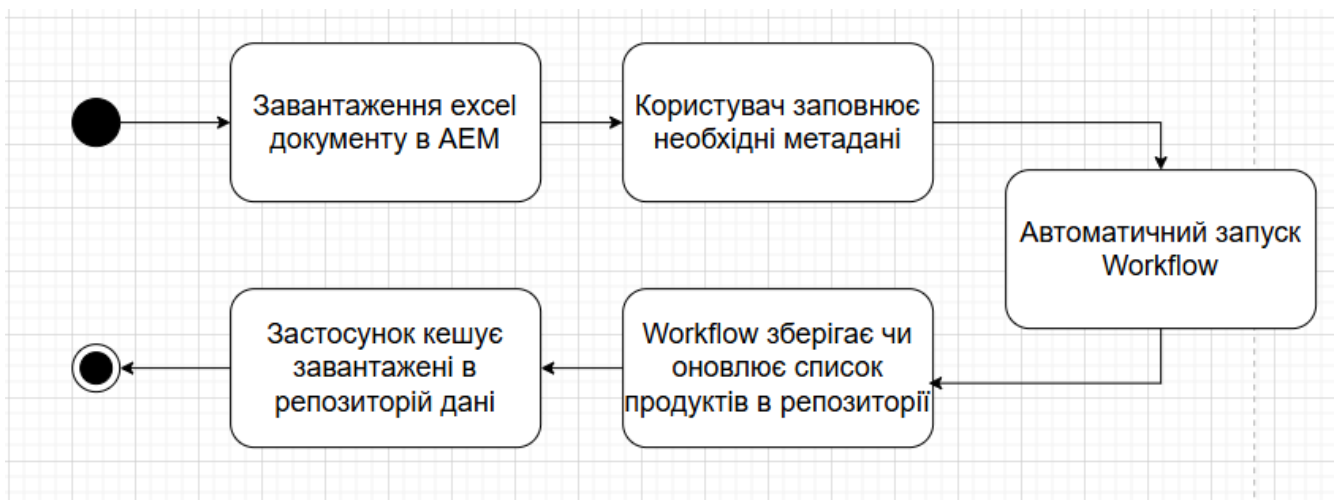 Завантаження excel
документу в AEM
Користувач заповнює
необхідні метадані
Автоматичний запуск
Workflow
Workflow зберігає чи
оновлює список
продуктів в репозиторії
Застосунок кешує
завантажені в
репозиторій дані